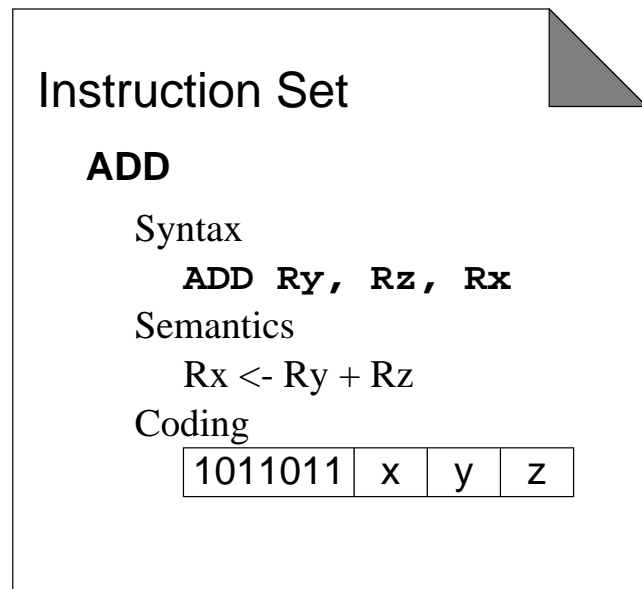 Instruction Set
ADD
Syntax
ADD Ry, Rz, Rx
Semantics
Rx <- Ry + Rz
Coding
1011011 x y z